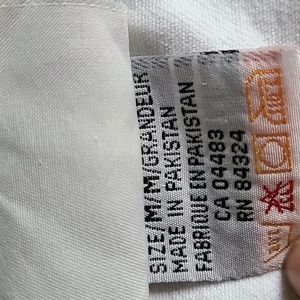 SIZE/M/M/GRANDEUR
MADE IN PAKISTAN
FABRIQUE EN PAKISTAN
CA 04483
RN 84324